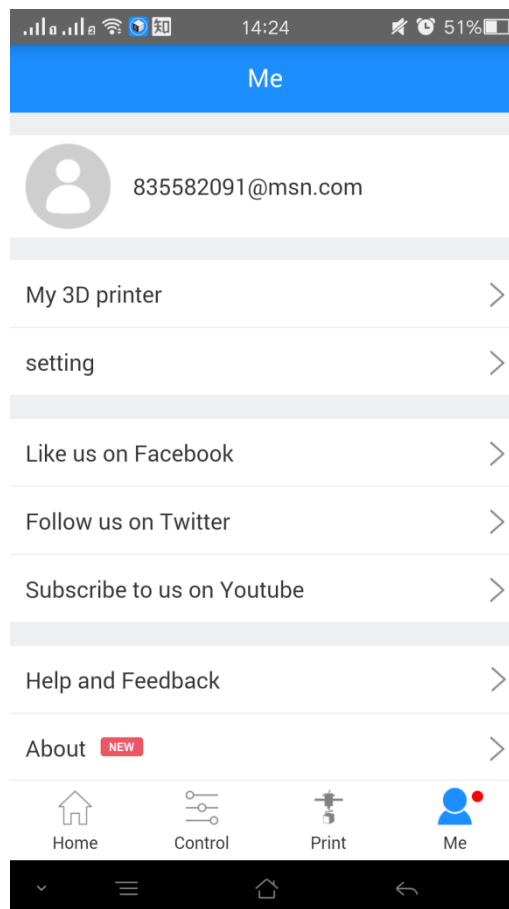 14:24
知
51%
Me
835582091@msn.com
My 3D printer
setting
Like us on Facebook
Follow us on Twitter
Subscribe to us on Youtube
Help and Feedback
About NEW
Home Control Print Me